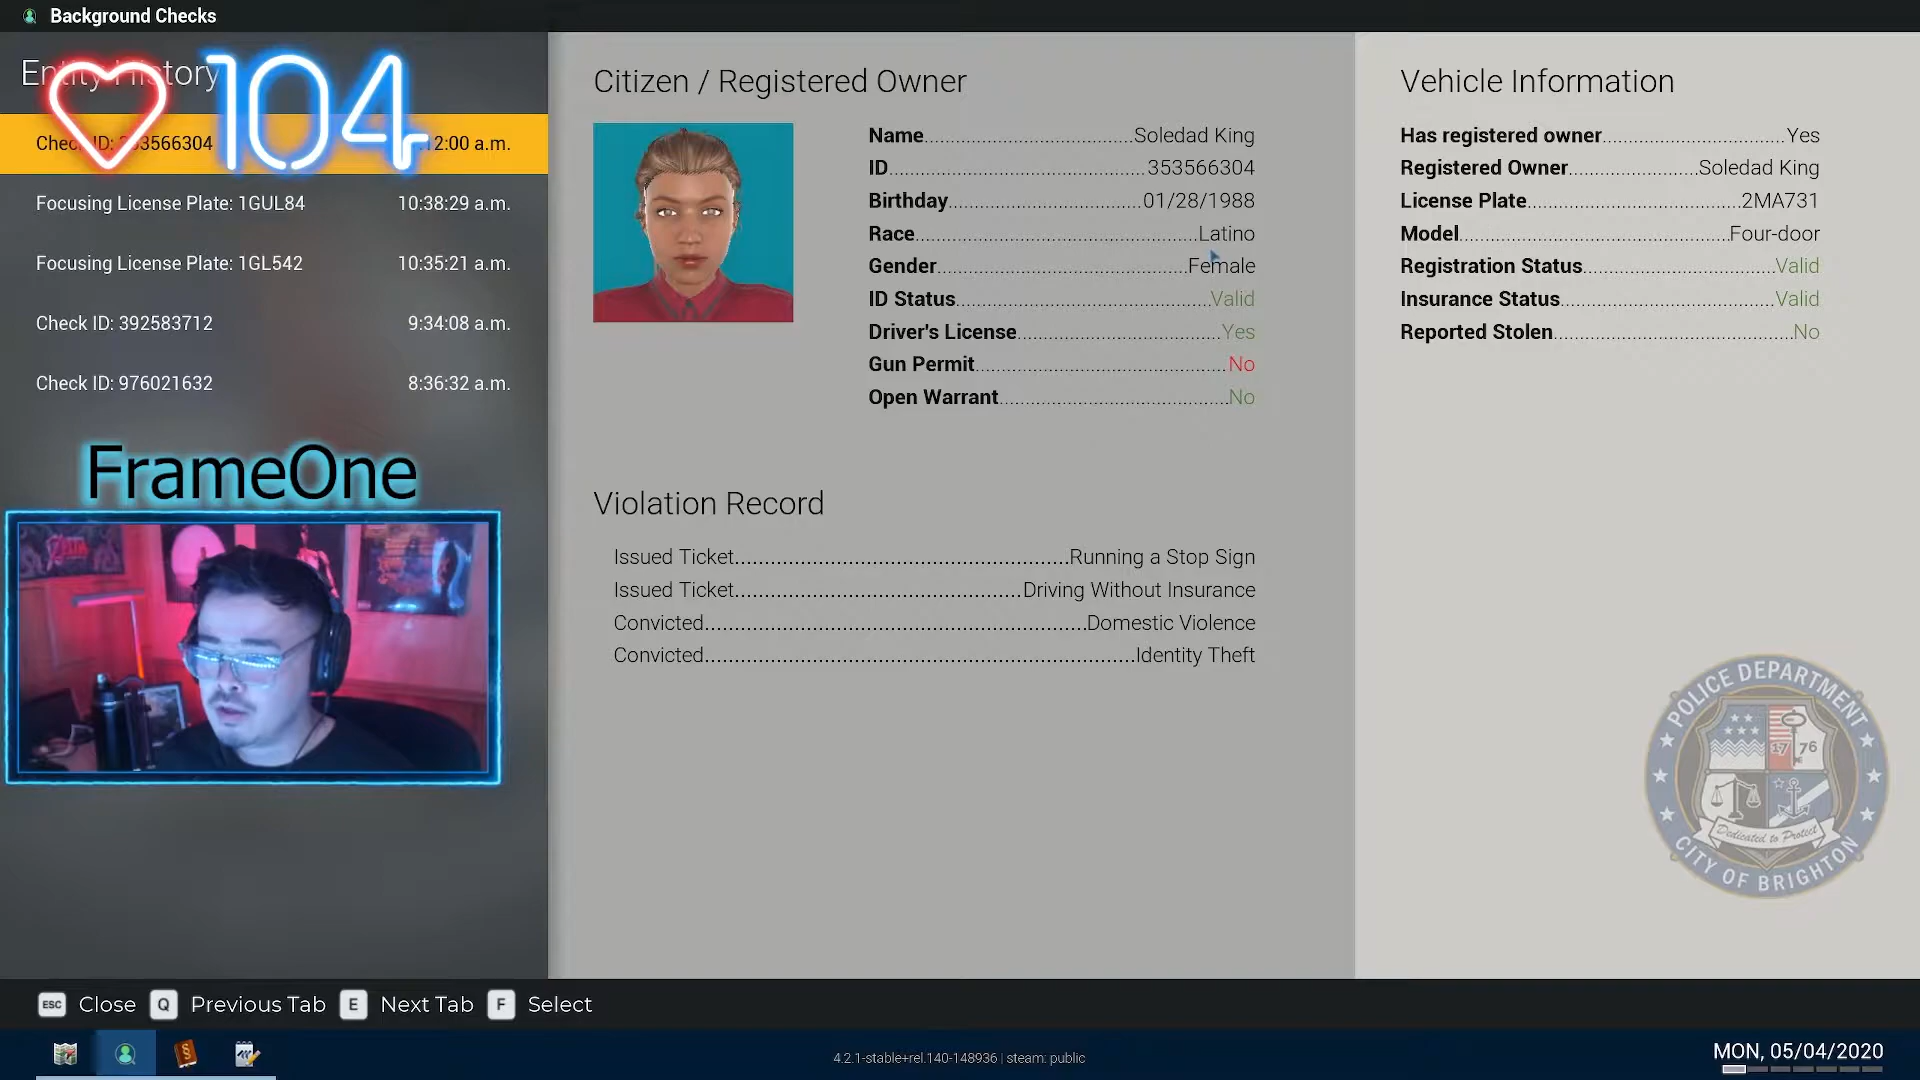 Background Checks
Entity History
104
Check ID: 353566304 12:00 a.m.
Focusing License Plate: 1GUL84 10:38:29 a.m.
Focusing License Plate: 1GL542 10:35:21 a.m.
Check ID: 392583712 9:34:08 a.m.
Check ID: 976021632 8:36:32 a.m.
FrameOne
Citizen / Registered Owner
Name Soledad King
ID 353566304
Birthday 01/28/1988
Race Latino
Gender Female
ID Status Valid
Driver's License Yes
Gun Permit No
Open Warrant No
Violation Record
Issued Ticket Running a Stop Sign
Issued Ticket Driving Without Insurance
Convicted Domestic Violence
Convicted Identity Theft
Vehicle Information
Has registered owner Yes
Registered Owner Soledad King
License Plate 2MA731
Model Four-door
Registration Status Valid
Insurance Status Valid
Reported Stolen No
POLICE DEPARTMENT
17 76
Dedicated to Protect
CITY OF BRIGHTON
ESC Close Q Previous Tab E Next Tab F Select
4.2.1-stable+rel.140-148936 | steam: public
MON, 05/04/2020